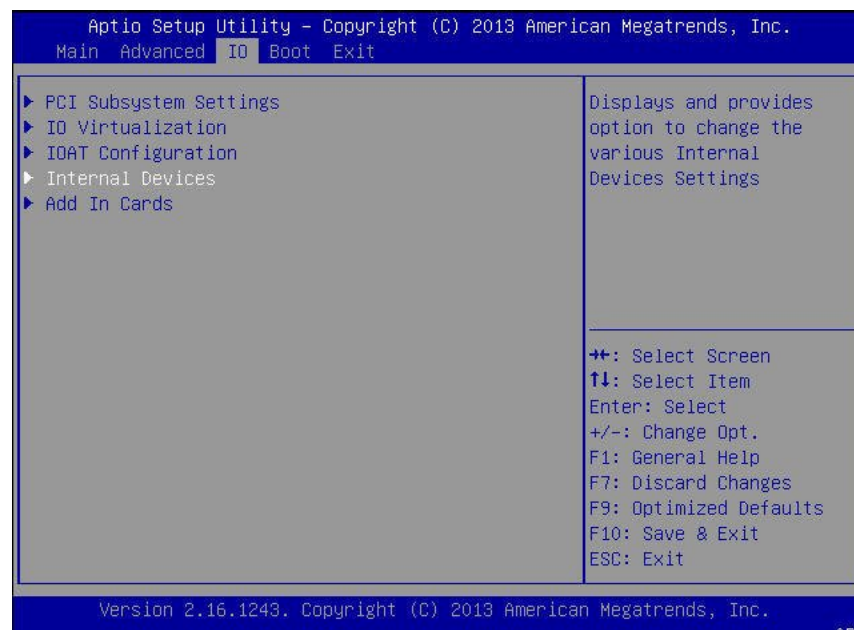 Aptio Setup Utility – Copyright (C) 2013 American Megatrends, Inc.
Main Advanced IO Boot Exit
▶ PCI Subsystem Settings
▶ IO Virtualization
▶ IOAT Configuration
▶ Internal Devices
▶ Add In Cards
Displays and provides
option to change the
various Internal
Devices Settings
→←: Select Screen
↑↓: Select Item
Enter: Select
+/-: Change Opt.
F1: General Help
F7: Discard Changes
F9: Optimized Defaults
F10: Save & Exit
ESC: Exit
Version 2.16.1243. Copyright (C) 2013 American Megatrends, Inc.